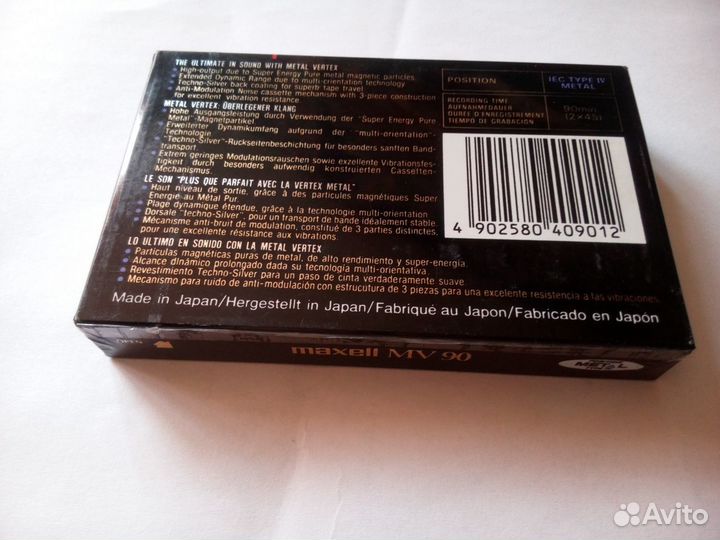 THE ULTIMATE IN SOUND WITH METAL VERTEX
• High-output due to Super Energy Pure metal magnetic particles.
• Extended Dynamic Range due to multi-orientation technology
• Techno-Silver back coating for superb tape travel
• Anti-Modulation Noise cassette mechanism with 3-piece construction
for excellent vibration resistance
METAL VERTEX: ÜBERLEGENER KLANG
• Hohe Ausgangsleistung durch Verwendung der "Super Energy Pure
Metal"-Magnetpartikel
• Erweiterter Dynamikumfang aufgrund der "multi-orientation"-
Technologie
• "Techno-Silver"-Rückseitenbeschichtung für besonders sanften Band-
transport
• Extrem geringes Modulationsrauschen sowie exzellente Vibrationsfes-
tigkeit durch besonders aufwendig konstruierten Cassetten-
Mechanismus.
LE SON "PLUS QUE PARFAIT AVEC LA VERTEX METAL"
• Haut niveau de sortie, grâce à des particules magnétiques Super
Energie au Métal Pur.
• Plage dynamique étendue, grâce à la technologie multi-orientation
• Dorsale "techno-Silver", pour un transport de bande idéalement stable.
• Mécanisme anti-bruit de modulation, constitué de 3 parties distinctes,
pour une excellente résistance aux vibrations.
LO ULTIMO EN SONIDO CON LA METAL VERTEX
• Partículas magnéticas puras de metal, de alto rendimiento y super-energía.
• Alcance dinámico prolongado dada su tecnología multi-orientativa.
• Revestimiento Techno-Silver para un paso de cinta verdaderamente suave.
• Mecanismo para ruido de anti-modulación con estructura de 3 piezas para una excelente resistencia a las vibraciones.
Made in Japan/Hergestellt in Japan/Fabriqué au Japon/Fabricado en Japón
POSITION
IEC TYPE IV
METAL
RECORDING TIME
AUFNAHMEDAUER
DURÉE D'ENREGISTREMENT
TIEMPO DE GRABACIÓN
90min
(2×45)
4 902580 409012
OPEN
maxell MV 90
METAL
Avito